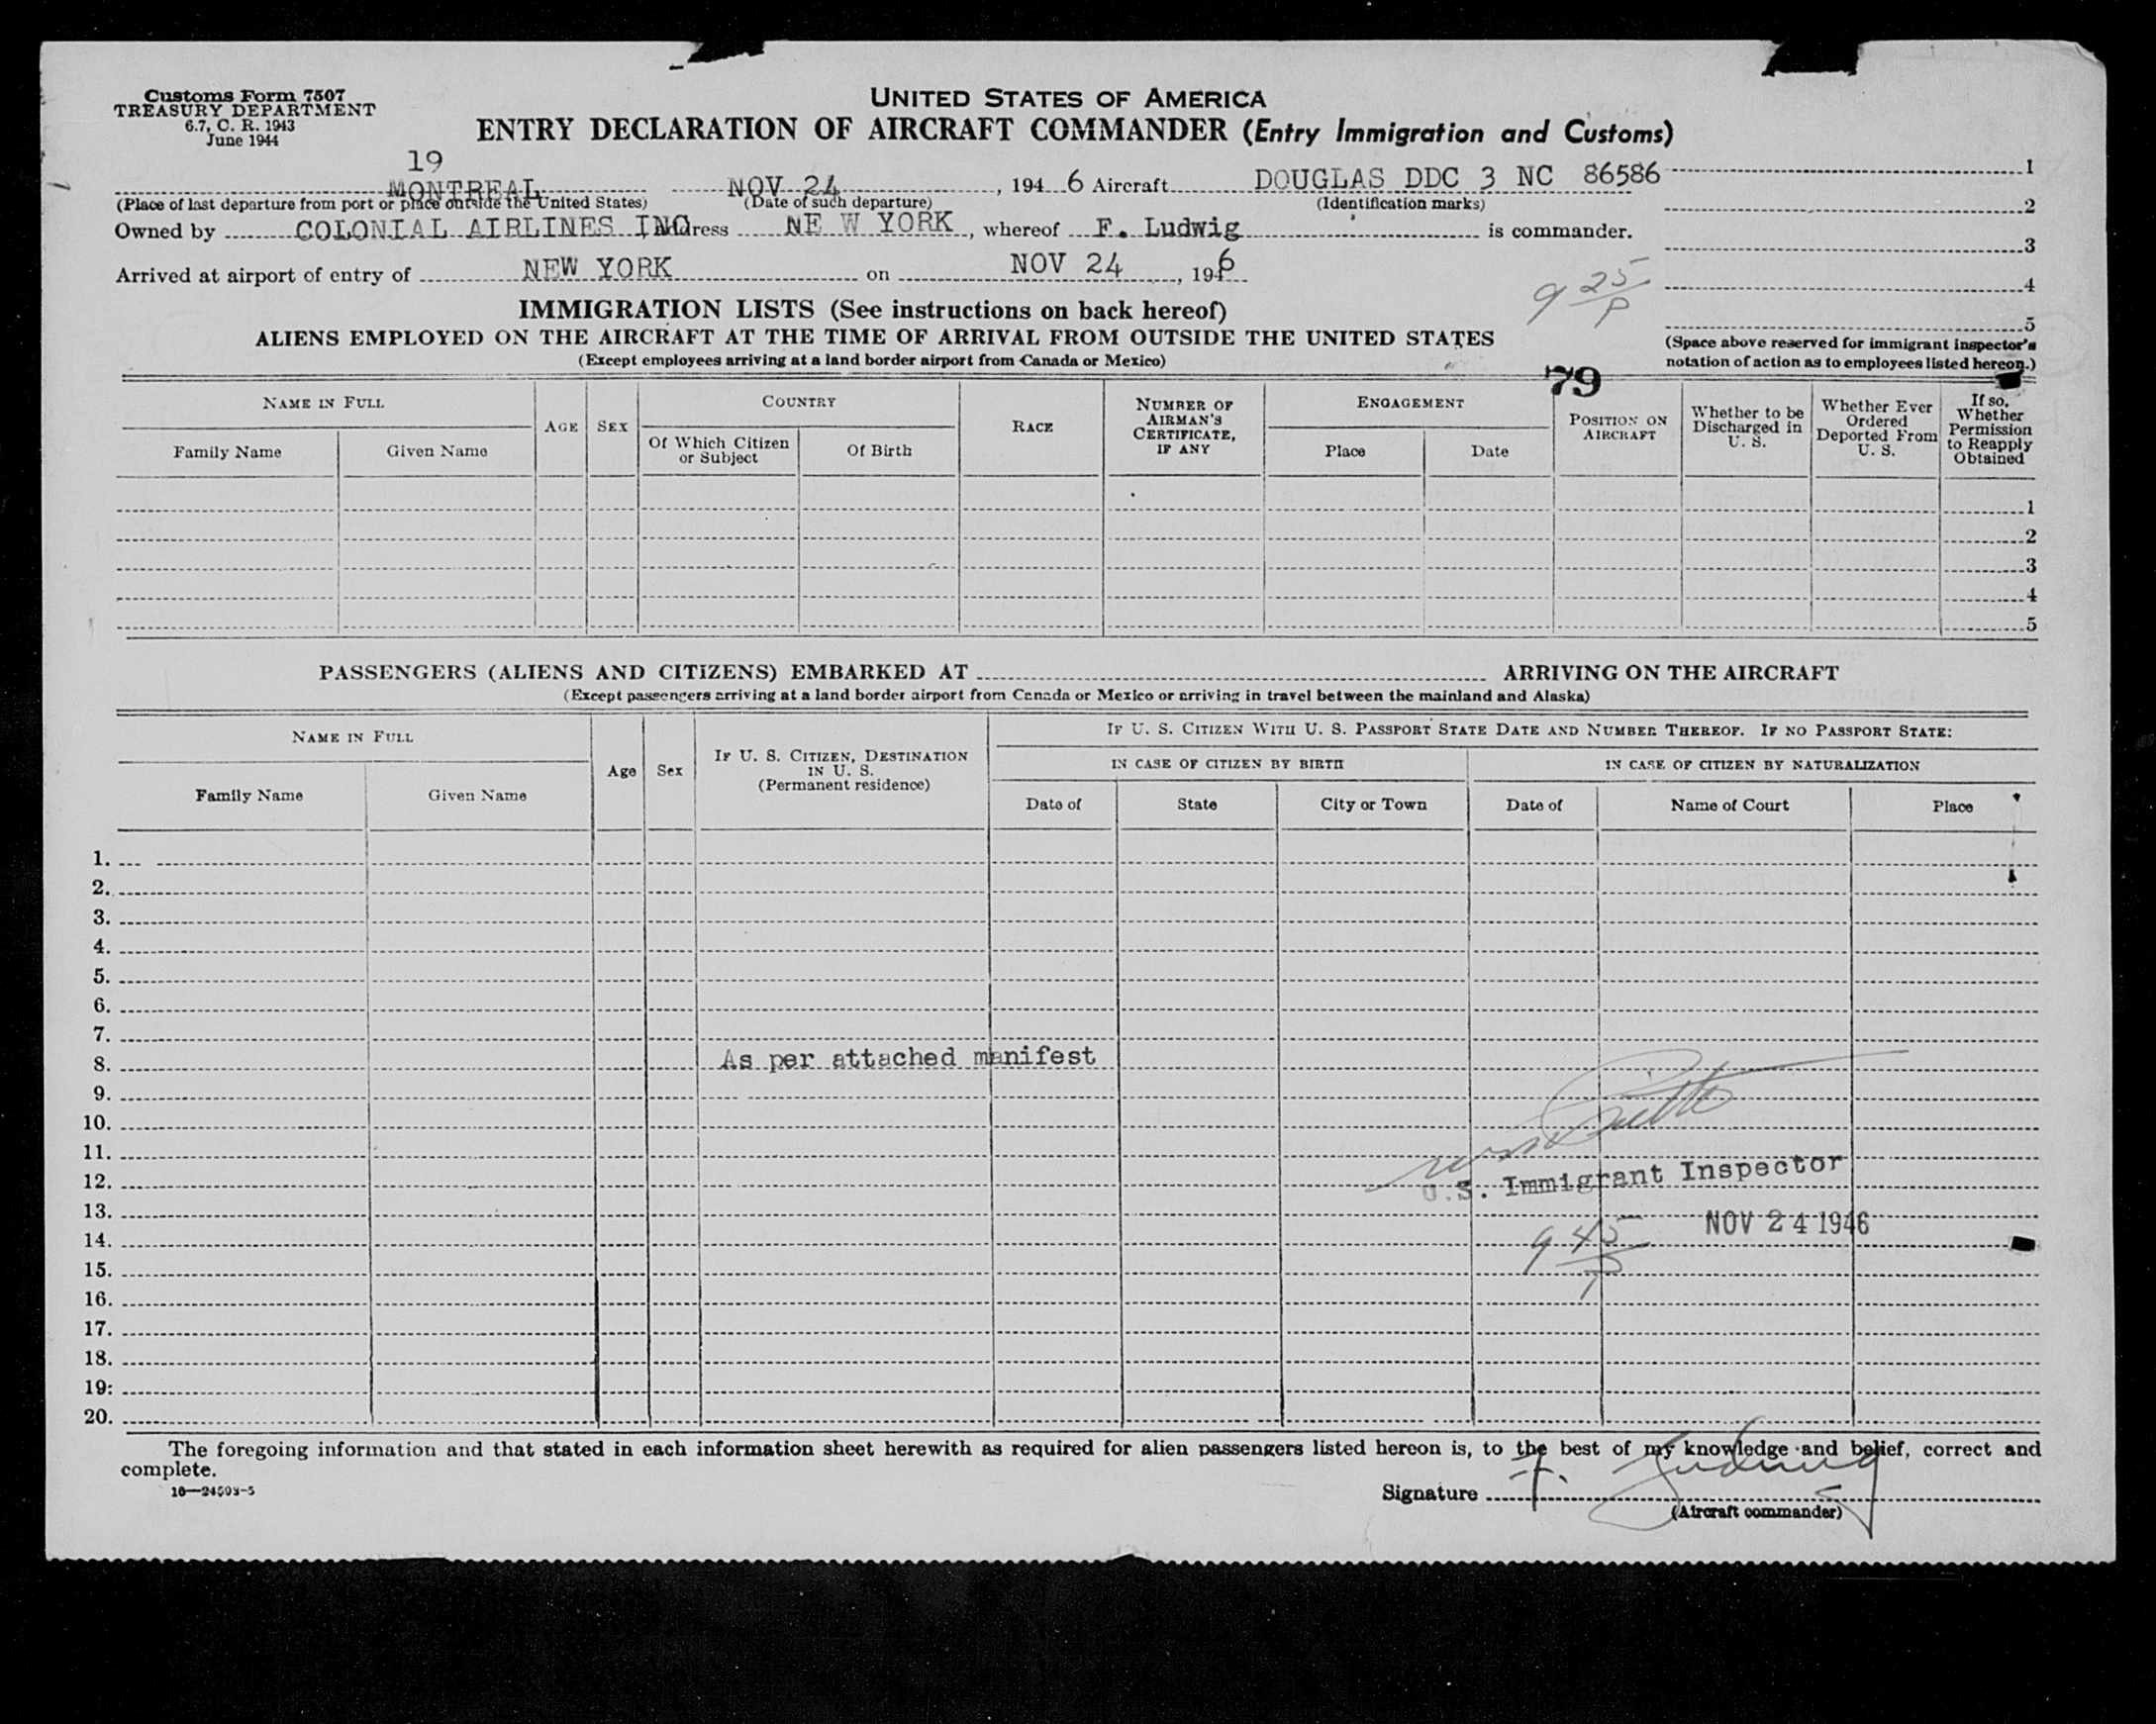 Customs Form 7507
TREASURY DEPARTMENT
6.7, C. R. 1943
June 1944
UNITED STATES OF AMERICA
ENTRY DECLARATION OF AIRCRAFT COMMANDER (Entry Immigration and Customs)
19
MONTREAL NOV 24, 1946 Aircraft DOUGLAS DDC 3 NC 86586
(Place of last departure from port or place outside the United States) (Date of such departure) (Identification marks)
Owned by COLONIAL AIRLINES INC Address NE W YORK, whereof F. Ludwig is commander.
Arrived at airport of entry of NEW YORK on NOV 24, 1946
1
2
3
4
5
9 25/P
(Space above reserved for immigrant inspector's
notation of action as to employees listed hereon.)
IMMIGRATION LISTS (See instructions on back hereof)
ALIENS EMPLOYED ON THE AIRCRAFT AT THE TIME OF ARRIVAL FROM OUTSIDE THE UNITED STATES
(Except employees arriving at a land border airport from Canada or Mexico)
79
NAME IN FULL
Family Name Given Name
AGE SEX
COUNTRY
Of Which Citizen or Subject Of Birth
RACE
NUMBER OF AIRMAN'S CERTIFICATE, IF ANY
ENGAGEMENT
Place Date
POSITION ON AIRCRAFT
Whether to be Discharged in U. S.
Whether Ever Ordered Deported From U. S.
If so, Whether Permission to Reapply Obtained
1
2
3
4
5
PASSENGERS (ALIENS AND CITIZENS) EMBARKED AT ARRIVING ON THE AIRCRAFT
(Except passengers arriving at a land border airport from Canada or Mexico or arriving in travel between the mainland and Alaska)
NAME IN FULL
Family Name Given Name
Age Sex
IF U. S. CITIZEN, DESTINATION IN U. S.
(Permanent residence)
IF U. S. CITIZEN WITH U. S. PASSPORT STATE DATE AND NUMBER THEREOF. IF NO PASSPORT STATE:
IN CASE OF CITIZEN BY BIRTH IN CASE OF CITIZEN BY NATURALIZATION
Date of State City or Town Date of Name of Court Place
1.
2.
3.
4.
5.
6.
7.
8. As per attached manifest
9.
10.
11.
12. U.S. Immigrant Inspector
13. NOV 24 1946
14. 9 45/P
15.
16.
17.
18.
19:
20.
The foregoing information and that stated in each information sheet herewith as required for alien passengers listed hereon is, to the best of my knowledge and belief, correct and
complete.
16—24593-5
Signature F. Ludwig
(Aircraft commander)